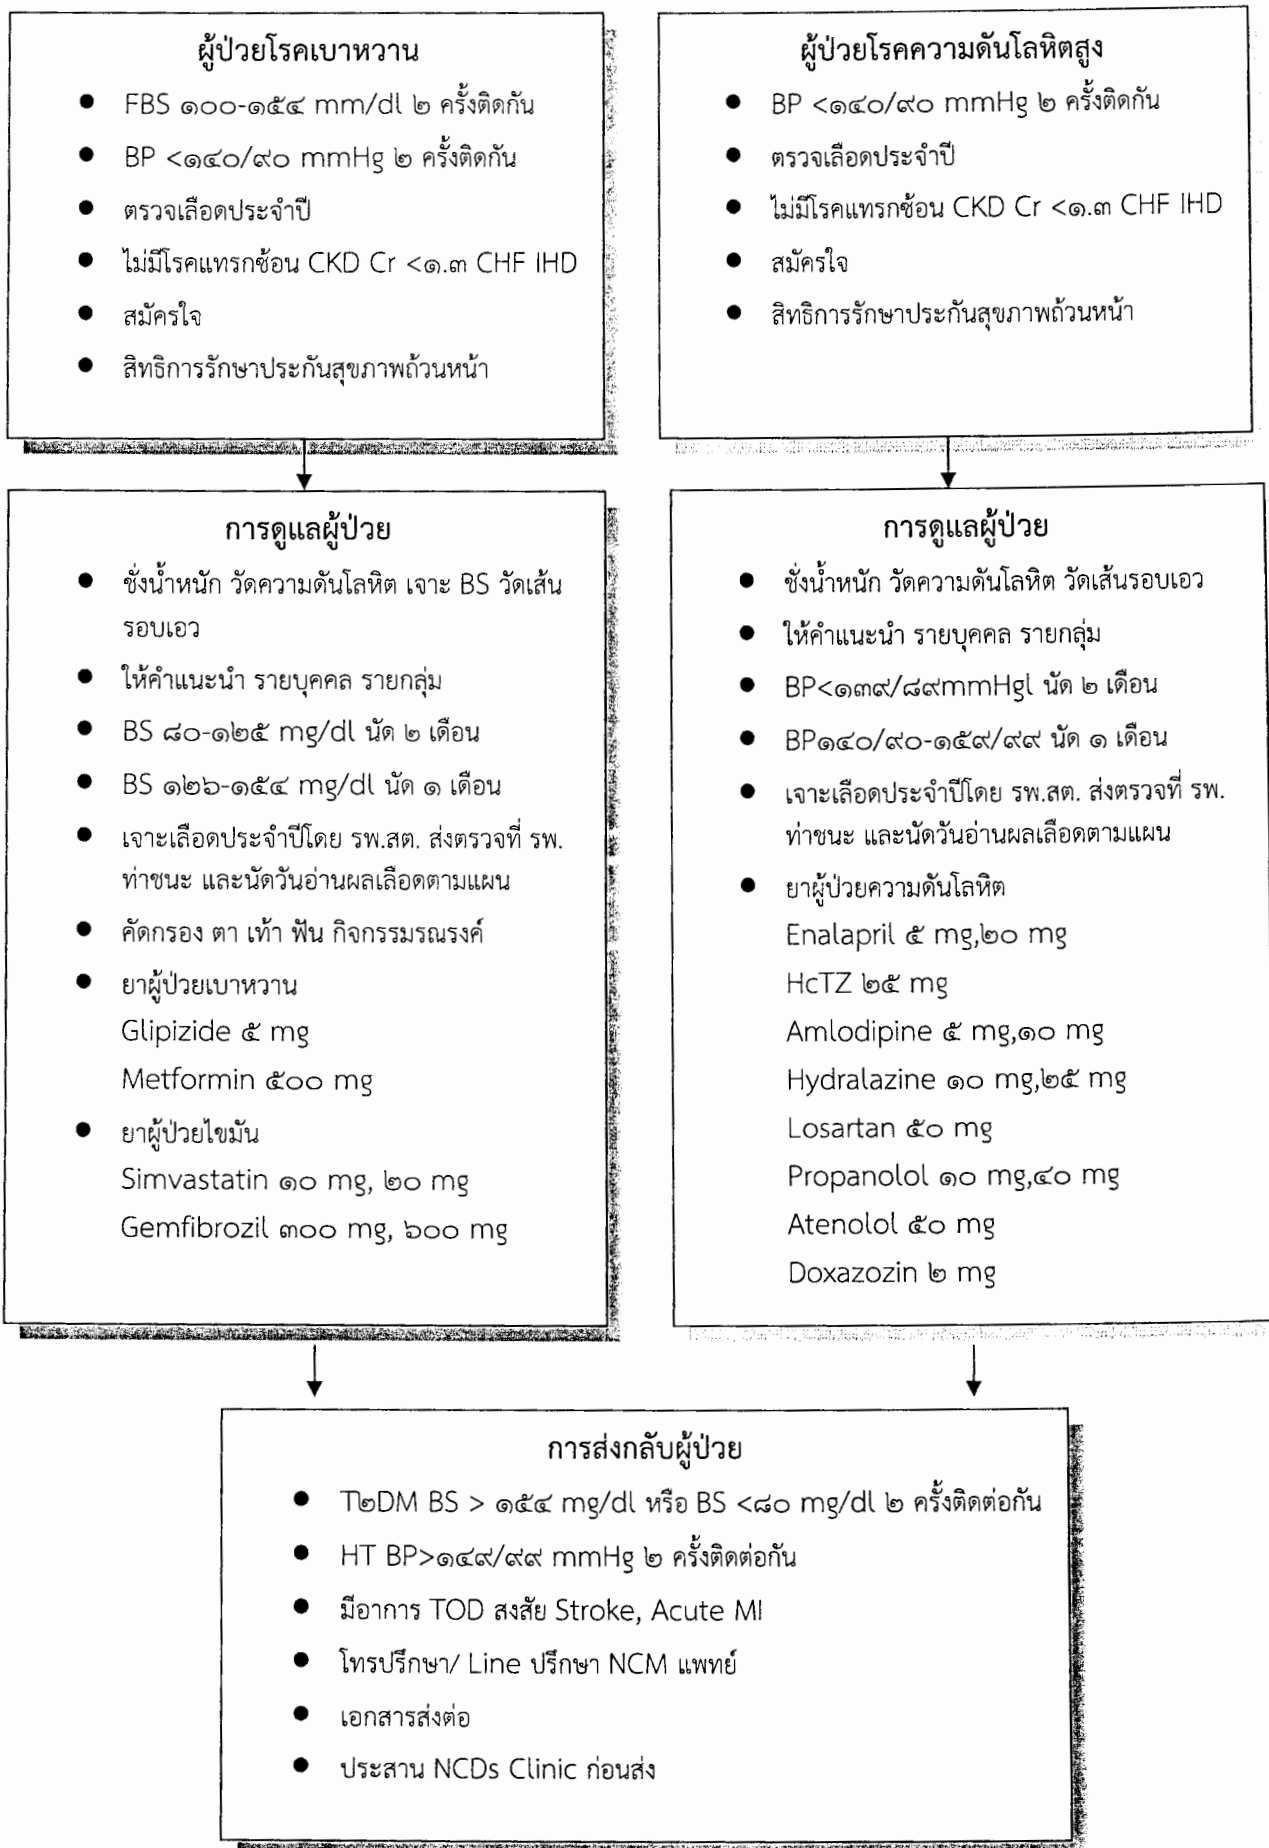 ผู้ป่วยโรคเบาหวาน
● FBS ๑๐๐-๑๕๔ mm/dl ๒ ครั้งติดกัน
● BP <๑๔๐/๙๐ mmHg ๒ ครั้งติดกัน
● ตรวจเลือดประจำปี
● ไม่มีโรคแทรกซ้อน CKD Cr <๑.๓ CHF IHD
● สมัครใจ
● สิทธิการรักษาประกันสุขภาพถ้วนหน้า
ผู้ป่วยโรคความดันโลหิตสูง
● BP <๑๔๐/๙๐ mmHg ๒ ครั้งติดกัน
● ตรวจเลือดประจำปี
● ไม่มีโรคแทรกซ้อน CKD Cr <๑.๓ CHF IHD
● สมัครใจ
● สิทธิการรักษาประกันสุขภาพถ้วนหน้า
การดูแลผู้ป่วย
● ชั่งน้ำหนัก วัดความดันโลหิต เจาะ BS วัดเส้น
รอบเอว
● ให้คำแนะนำ รายบุคคล รายกลุ่ม
● BS ๘๐-๑๒๕ mg/dl นัด ๒ เดือน
● BS ๑๒๖-๑๕๔ mg/dl นัด ๑ เดือน
● เจาะเลือดประจำปีโดย รพ.สต. ส่งตรวจที่ รพ.
ท่าชนะ และนัดวันอ่านผลเลือดตามแผน
● คัดกรอง ตา เท้า ฟัน กิจกรรมรณรงค์
● ยาผู้ป่วยเบาหวาน
Glipizide ๕ mg
Metformin ๕๐๐ mg
● ยาผู้ป่วยไขมัน
Simvastatin ๑๐ mg, ๒๐ mg
Gemfibrozil ๓๐๐ mg, ๖๐๐ mg
การดูแลผู้ป่วย
● ชั่งน้ำหนัก วัดความดันโลหิต วัดเส้นรอบเอว
● ให้คำแนะนำ รายบุคคล รายกลุ่ม
● BP<๑๓๙/๘๙mmHgl นัด ๒ เดือน
● BP๑๔๐/๙๐-๑๕๙/๙๙ นัด ๑ เดือน
● เจาะเลือดประจำปีโดย รพ.สต. ส่งตรวจที่ รพ.
ท่าชนะ และนัดวันอ่านผลเลือดตามแผน
● ยาผู้ป่วยความดันโลหิต
Enalapril ๕ mg,๒๐ mg
HcTZ ๒๕ mg
Amlodipine ๕ mg,๑๐ mg
Hydralazine ๑๐ mg,๒๕ mg
Losartan ๕๐ mg
Propanolol ๑๐ mg,๔๐ mg
Atenolol ๕๐ mg
Doxazozin ๒ mg
การส่งกลับผู้ป่วย
● T๒DM BS > ๑๕๔ mg/dl หรือ BS <๘๐ mg/dl ๒ ครั้งติดต่อกัน
● HT BP>๑๔๙/๙๙ mmHg ๒ ครั้งติดต่อกัน
● มีอาการ TOD สงสัย Stroke, Acute MI
● โทรปรึกษา/ Line ปรึกษา NCM แพทย์
● เอกสารส่งต่อ
● ประสาน NCDs Clinic ก่อนส่ง